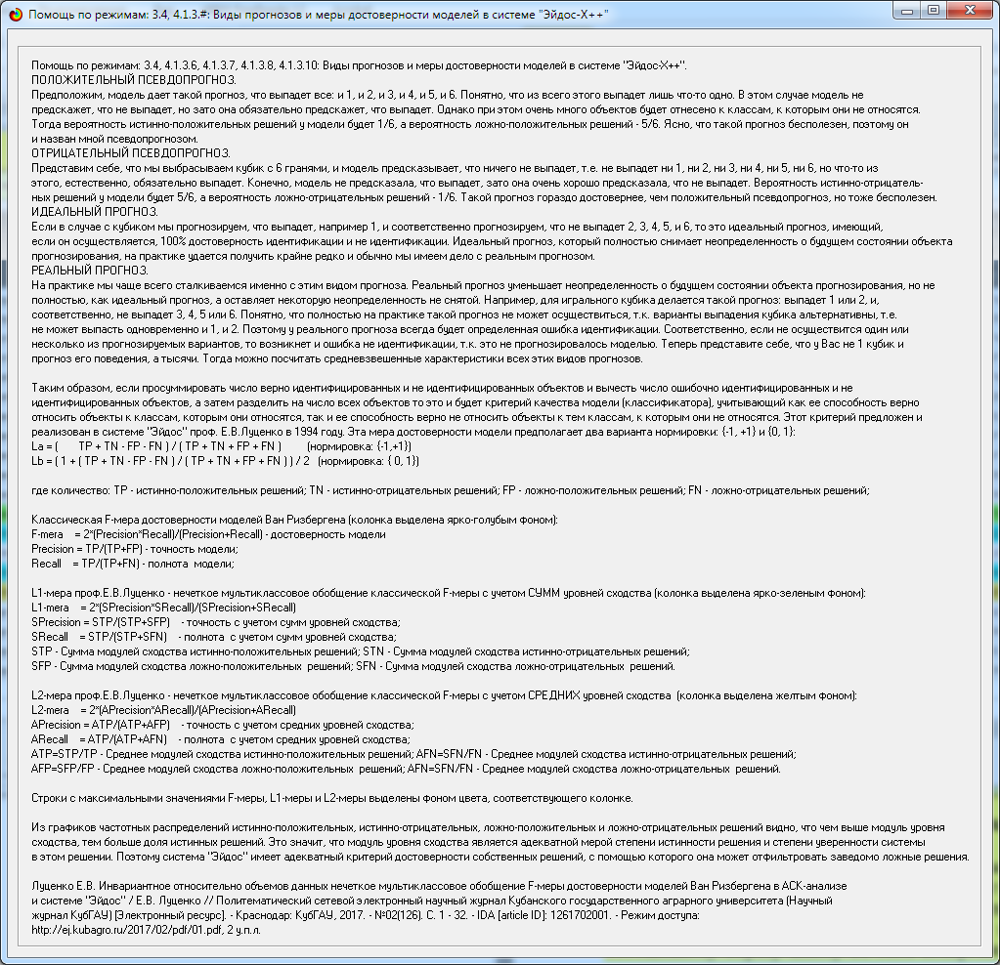 Помощь по режимам: 3.4, 4.1.3.#: Виды прогнозов и меры достоверности моделей в системе "Эйдос-X++"
Помощь по режимам: 3.4, 4.1.3.6, 4.1.3.7, 4.1.3.8, 4.1.3.10: Виды прогнозов и меры достоверности моделей в системе "Эйдос-X++".
ПОЛОЖИТЕЛЬНЫЙ ПСЕВДОПРОГНОЗ.
Предположим, модель дает такой прогноз, что выпадет все: и 1, и 2, и 3, и 4, и 5, и 6. Понятно, что из всего этого выпадет лишь что-то одно. В этом случае модель не
предскажет, что не выпадет, но зато она обязательно предскажет, что выпадет. Однако при этом очень много объектов будет отнесено к классам, к которым они не относятся.
Тогда вероятность истинно-положительных решений у модели будет 1/6, а вероятность ложно-положительных решений - 5/6. Ясно, что такой прогноз бесполезен, поэтому он
и назван мной псевдопрогнозом.
ОТРИЦАТЕЛЬНЫЙ ПСЕВДОПРОГНОЗ.
Представим себе, что мы выбрасываем кубик с 6 гранями, и модель предсказывает, что ничего не выпадет, т.е. не выпадет ни 1, ни 2, ни 3, ни 4, ни 5, ни 6, но что-то из
этого, естественно, обязательно выпадет. Конечно, модель не предсказала, что выпадет, зато она очень хорошо предсказала, что не выпадет. Вероятность истинно-отрицатель-
ных решений у модели будет 5/6, а вероятность ложно-отрицательных решений - 1/6. Такой прогноз гораздо достовернее, чем положительный псевдопрогноз, но тоже бесполезен.
ИДЕАЛЬНЫЙ ПРОГНОЗ.
Если в случае с кубиком мы прогнозируем, что выпадет, например 1, и соответственно прогнозируем, что не выпадет 2, 3, 4, 5, и 6, то это идеальный прогноз, имеющий,
если он осуществляется, 100% достоверность идентификации и не идентификации. Идеальный прогноз, который полностью снимает неопределенность о будущем состоянии объекта
прогнозирования, на практике удается получить крайне редко и обычно мы имеем дело с реальным прогнозом.
РЕАЛЬНЫЙ ПРОГНОЗ.
На практике мы чаще всего сталкиваемся именно с этим видом прогноза. Реальный прогноз уменьшает неопределенность о будущем состоянии объекта прогнозирования, но не
полностью, как идеальный прогноз, а оставляет некоторую неопределенность не снятой. Например, для игрального кубика делается такой прогноз: выпадет 1 или 2, и,
соответственно, не выпадет 3, 4, 5 или 6. Понятно, что полностью на практике такой прогноз не может осуществиться, т.к. варианты выпадения кубика альтернативны, т.е.
не может выпасть одновременно и 1, и 2. Поэтому у реального прогноза всегда будет определенная ошибка идентификации. Соответственно, если не осуществится один или
несколько из прогнозируемых вариантов, то возникнет и ошибка не идентификации, т.к. это не прогнозировалось моделью. Теперь представите себе, что у Вас не 1 кубик и
прогноз его поведения, а тысячи. Тогда можно посчитать средневзвешенные характеристики всех этих видов прогнозов.
Таким образом, если просуммировать число верно идентифицированных и не идентифицированных объектов и вычесть число ошибочно идентифицированных и не
идентифицированных объектов, а затем разделить на число всех объектов то это и будет критерий качества модели (классификатора), учитывающий как ее способность верно
относить объекты к классам, которым они относятся, так и ее способность верно не относить объекты к тем классам, к которым они не относятся. Этот критерий предложен и
реализован в системе "Эйдос" проф. Е.В.Луценко в 1994 году. Эта мера достоверности модели предполагает два варианта нормировки: {-1, +1} и {0, 1}:
La = ( TP + TN - FP - FN ) / ( TP + TN + FP + FN ) (нормировка: {-1,+1})
Lb = ( 1 + ( TP + TN - FP - FN ) / ( TP + TN + FP + FN ) ) / 2 (нормировка: { 0, 1})
где количество: TP - истинно-положительных решений; TN - истинно-отрицательных решений; FP - ложно-положительных решений; FN - ложно-отрицательных решений;
Классическая F-мера достоверности моделей Ван Ризбергена (колонка выделена ярко-голубым фоном):
F-mera = 2*(Precision*Recall)/(Precision+Recall) - достоверность модели
Precision = TP/(TP+FP) - точность модели;
Recall = TP/(TP+FN) - полнота модели;
L1-мера проф.Е.В.Луценко - нечеткое мультиклассовое обобщение классической F-меры с учетом СУММ уровней сходства (колонка выделена ярко-зеленым фоном):
L1-mera = 2*(SPrecision*SRecall)/(SPrecision+SRecall)
SPrecision = STP/(STP+SFP) - точность с учетом сумм уровней сходства;
SRecall = STP/(STP+SFN) - полнота с учетом сумм уровней сходства;
STP - Сумма модулей сходства истинно-положительных решений; STN - Сумма модулей сходства истинно-отрицательных решений;
SFP - Сумма модулей сходства ложно-положительных решений; SFN - Сумма модулей сходства ложно-отрицательных решений.
L2-мера проф.Е.В.Луценко - нечеткое мультиклассовое обобщение классической F-меры с учетом СРЕДНИХ уровней сходства (колонка выделена желтым фоном):
L2-mera = 2*(APrecision*ARecall)/(APrecision+ARecall)
APrecision = ATP/(ATP+AFP) - точность с учетом средних уровней сходства;
ARecall = ATP/(ATP+AFN) - полнота с учетом средних уровней сходства;
ATP=STP/TP - Среднее модулей сходства истинно-положительных решений; AFN=SFN/FN - Среднее модулей сходства истинно-отрицательных решений;
AFP=SFP/FP - Среднее модулей сходства ложно-положительных решений; AFN=SFN/FN - Среднее модулей сходства ложно-отрицательных решений.
Строки с максимальными значениями F-меры, L1-меры и L2-меры выделены фоном цвета, соответствующего колонке.
Из графиков частотных распределений истинно-положительных, истинно-отрицательных, ложно-положительных и ложно-отрицательных решений видно, что чем выше модуль уровня
сходства, тем больше доля истинных решений. Это значит, что модуль уровня сходства является адекватной мерой степени истинности решения и степени уверенности системы
в этом решении. Поэтому система "Эйдос" имеет адекватный критерий достоверности собственных решений, с помощью которого она может отфильтровать заведомо ложные решения.
Луценко Е.В. Инвариантное относительно объемов данных нечеткое мультиклассовое обобщение F-меры достоверности моделей Ван Ризбергена в АСК-анализе
и системе "Эйдос" / Е.В. Луценко // Политематический сетевой электронный научный журнал Кубанского государственного аграрного университета (Научный
журнал КубГАУ) [Электронный ресурс]. - Краснодар: КубГАУ, 2017. - №02(126). С. 1 - 32. - IDA [article ID]: 1261702001. - Режим доступа:
http://ej.kubagro.ru/2017/02/pdf/01.pdf, 2 у.п.л.